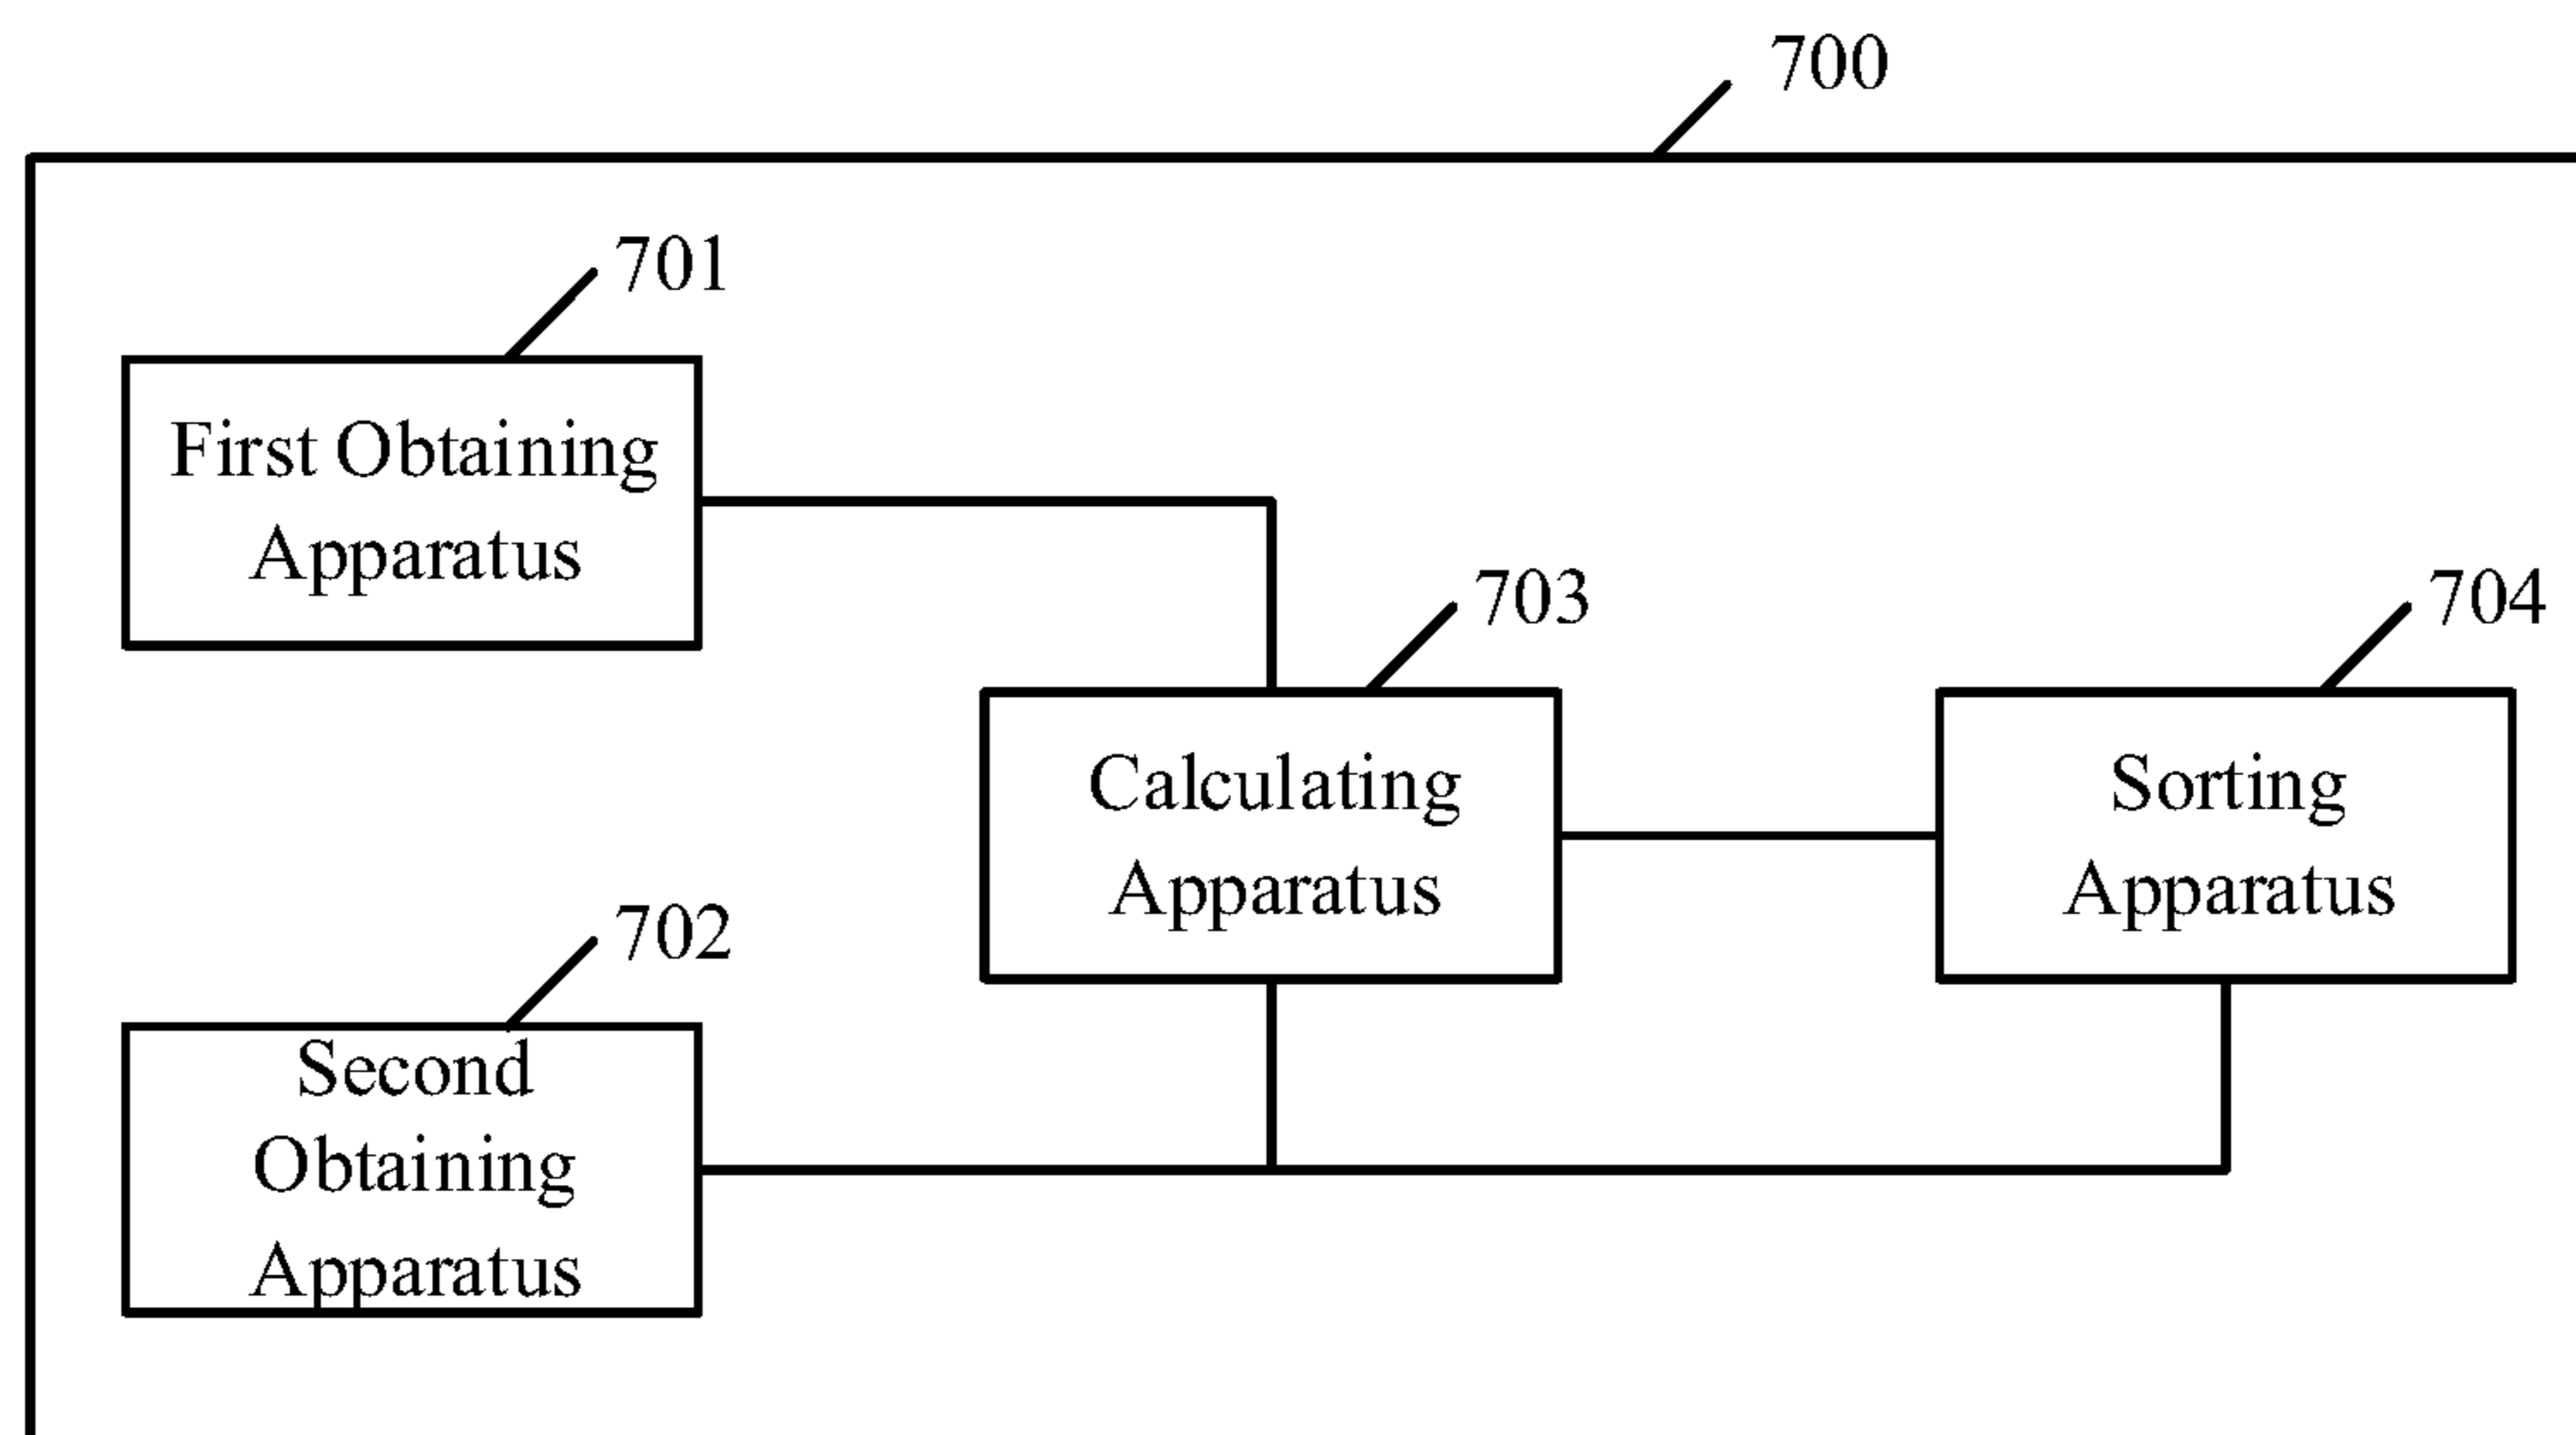 700
701
First Obtaining
Apparatus
703
704
Calculating
Apparatus
Sorting
Apparatus
702
Second
Obtaining
Apparatus